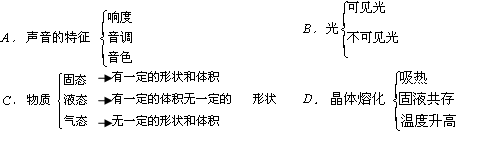 A．声音的特征
响度
音调
音色
B．光
可见光
不可见光
C．物质
固态 有一定的形状和体积
液态 有一定的体积无一定的 形状
气态 无一定的形状和体积
D．晶体熔化
吸热
固液共存
温度升高